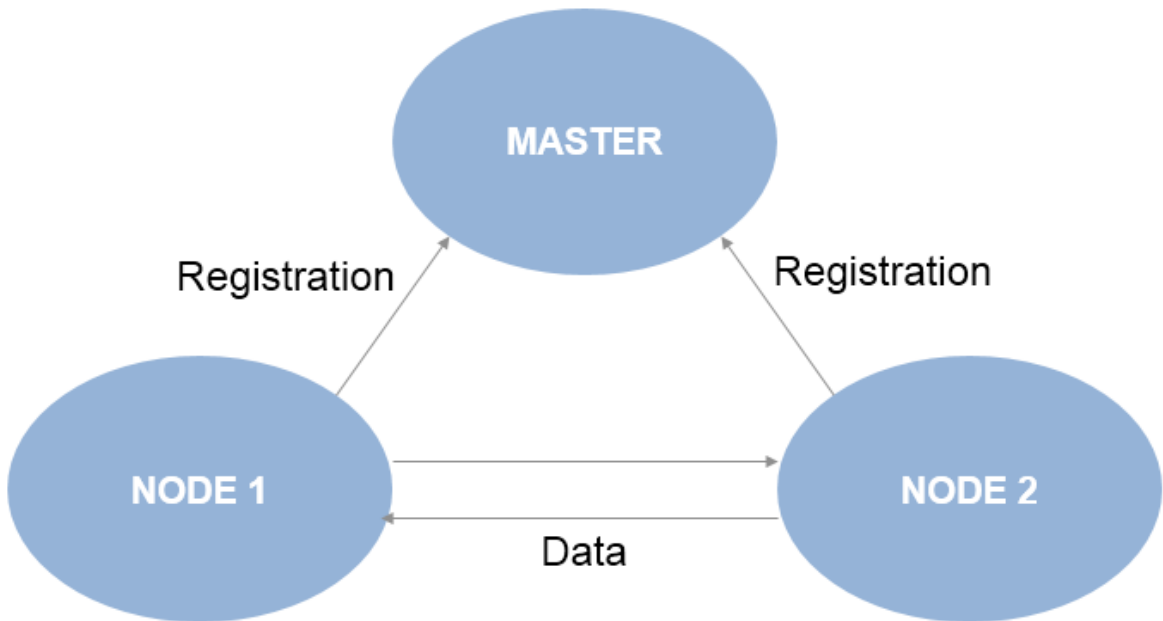 MASTER
Registration
Registration
NODE 1
NODE 2
Data